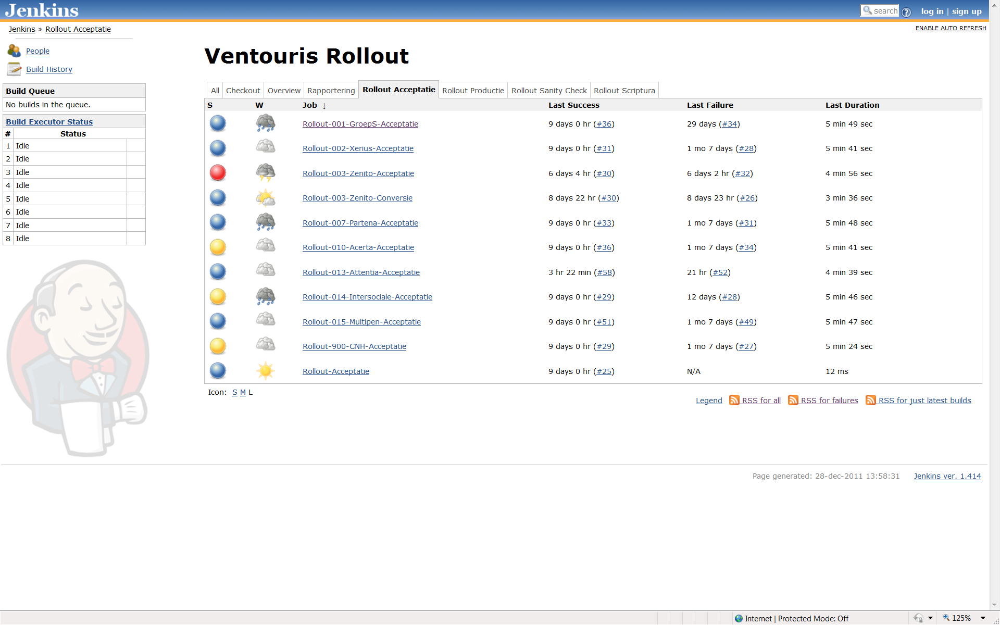 Jenkins
search
log in | sign up
Jenkins » Rollout Acceptatie
ENABLE AUTO REFRESH
People
Build History
Build Queue
No builds in the queue.
Build Executor Status
# Status
1 Idle
2 Idle
3 Idle
4 Idle
5 Idle
6 Idle
7 Idle
8 Idle
Ventouris Rollout
All Checkout Overview Rapportering Rollout Acceptatie Rollout Productie Rollout Sanity Check Rollout Scriptura
S W Job ↓ Last Success Last Failure Last Duration
Rollout-001-GroepS-Acceptatie 9 days 0 hr (#36) 29 days (#34) 5 min 49 sec
Rollout-002-Xerius-Acceptatie 9 days 0 hr (#31) 1 mo 7 days (#28) 5 min 41 sec
Rollout-003-Zenito-Acceptatie 6 days 4 hr (#30) 6 days 2 hr (#32) 4 min 56 sec
Rollout-003-Zenito-Conversie 8 days 22 hr (#30) 8 days 23 hr (#26) 3 min 36 sec
Rollout-007-Partena-Acceptatie 9 days 0 hr (#33) 1 mo 7 days (#31) 5 min 48 sec
Rollout-010-Acerta-Acceptatie 9 days 0 hr (#36) 1 mo 7 days (#34) 5 min 41 sec
Rollout-013-Attentia-Acceptatie 3 hr 22 min (#58) 21 hr (#52) 4 min 39 sec
Rollout-014-Intersociale-Acceptatie 9 days 0 hr (#29) 12 days (#28) 5 min 46 sec
Rollout-015-Multipen-Acceptatie 9 days 0 hr (#51) 1 mo 7 days (#49) 5 min 47 sec
Rollout-900-CNH-Acceptatie 9 days 0 hr (#29) 1 mo 7 days (#27) 5 min 24 sec
Rollout-Acceptatie 9 days 0 hr (#25) N/A 12 ms
Icon: S M L
Legend RSS for all RSS for failures RSS for just latest builds
Page generated: 28-dec-2011 13:58:31 Jenkins ver. 1.414
Internet | Protected Mode: Off 125%